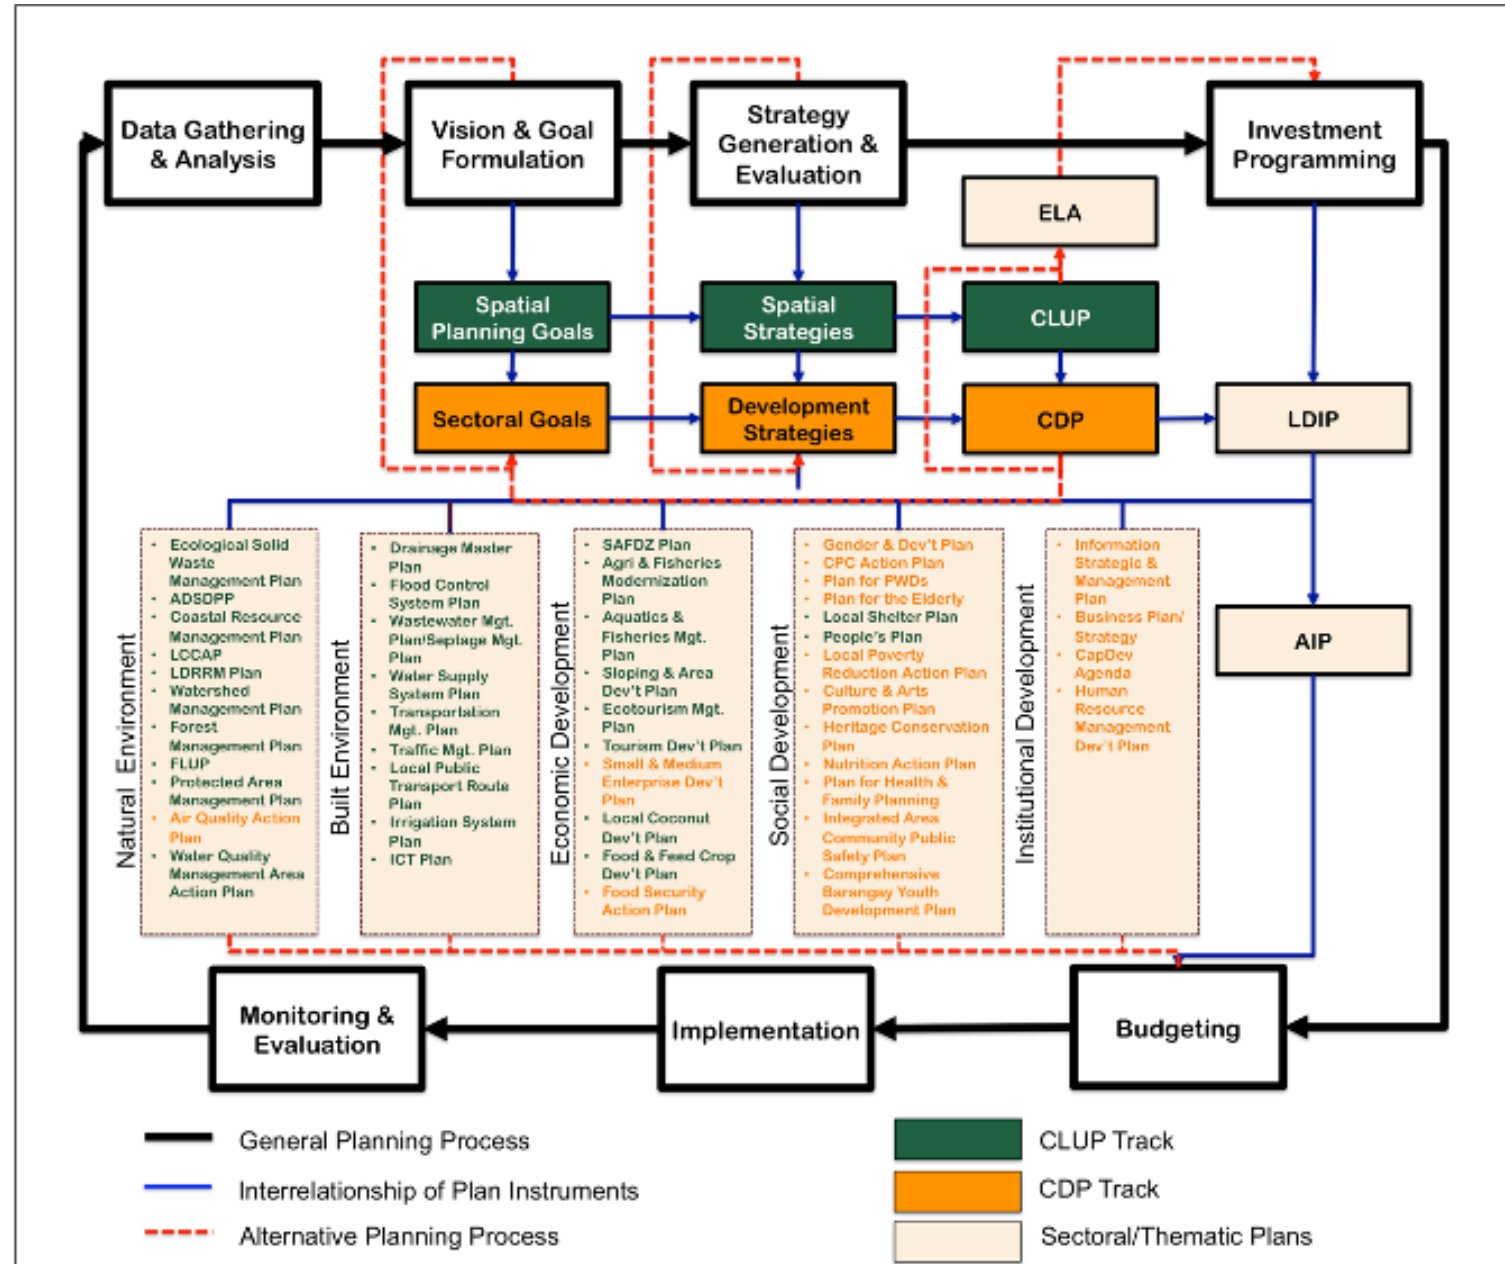 Data Gathering
& Analysis
Vision & Goal
Formulation
Strategy
Generation &
Evaluation
Investment
Programming
ELA
Spatial
Planning Goals
Spatial
Strategies
CLUP
Sectoral Goals
Development
Strategies
CDP
LDIP
AIP
Natural Environment
• Ecological Solid
Waste
Management Plan
• ADSDPP
• Coastal Resource
Management Plan
• LCCAP
• LDRRM Plan
• Watershed
Management Plan
• Forest
Management Plan
• FLUP
• Protected Area
Management Plan
• Air Quality Action
Plan
• Water Quality
Management Area
Action Plan
Built Environment
• Drainage Master
Plan
• Flood Control
System Plan
• Wastewater Mgt.
Plan/Septage Mgt.
Plan
• Water Supply
System Plan
• Transportation
Mgt. Plan
• Traffic Mgt. Plan
• Local Public
Transport Route
Plan
• Irrigation System
Plan
• ICT Plan
Economic Development
• SAFDZ Plan
• Agri & Fisheries
Modernization
Plan
• Aquatics &
Fisheries Mgt.
Plan
• Sloping & Area
Dev't Plan
• Ecotourism Mgt.
Plan
• Tourism Dev't Plan
• Small & Medium
Enterprise Dev't
Plan
• Local Coconut
Dev't Plan
• Food & Feed Crop
Dev't Plan
• Food Security
Action Plan
Social Development
• Gender & Dev't Plan
• CPC Action Plan
• Plan for PWDs
• Plan for the Elderly
• Local Shelter Plan
• People's Plan
• Local Poverty
Reduction Action Plan
• Culture & Arts
Promotion Plan
• Heritage Conservation
Plan
• Nutrition Action Plan
• Plan for Health &
Family Planning
• Integrated Area
Community Public
Safety Plan
• Comprehensive
Barangay Youth
Development Plan
Institutional Development
• Information
Strategic &
Management
Plan
• Business Plan/
Strategy
• CapDev
Agenda
• Human
Resource
Management
Dev't Plan
Monitoring &
Evaluation
Implementation
Budgeting
General Planning Process
Interrelationship of Plan Instruments
Alternative Planning Process
CLUP Track
CDP Track
Sectoral/Thematic Plans